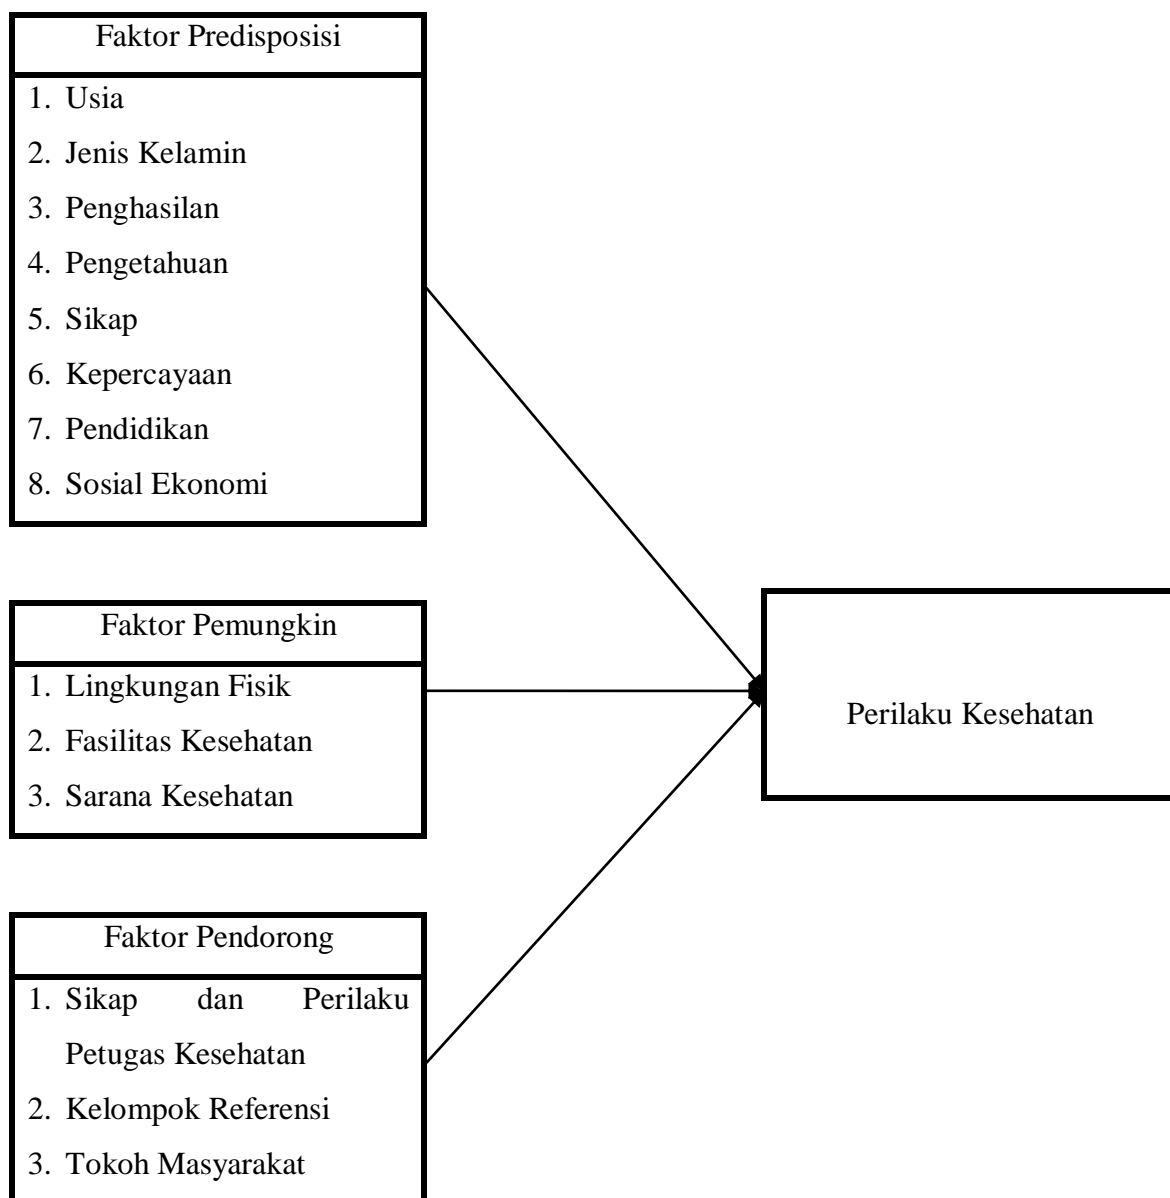 Faktor Predisposisi
1. Usia
2. Jenis Kelamin
3. Penghasilan
4. Pengetahuan
5. Sikap
6. Kepercayaan
7. Pendidikan
8. Sosial Ekonomi
Faktor Pemungkin
1. Lingkungan Fisik
2. Fasilitas Kesehatan
3. Sarana Kesehatan
Perilaku Kesehatan
Faktor Pendorong
1. Sikap dan Perilaku
Petugas Kesehatan
2. Kelompok Referensi
3. Tokoh Masyarakat